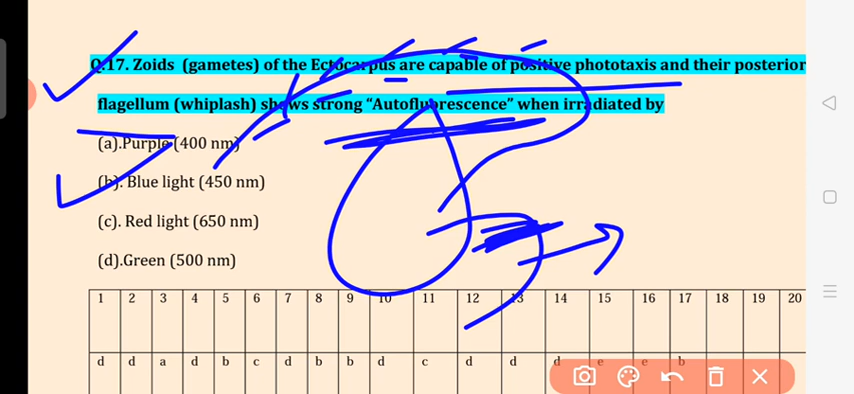 Q.17. Zoids (gametes) of the Ectocarpus are capable of positive phototaxis and their posterior
flagellum (whiplash) shows strong “Autofluorescence” when irradiated by
(a).Purple (400 nm)
(b). Blue light (450 nm)
(c). Red light (650 nm)
(d).Green (500 nm)
1 2 3 4 5 6 7 8 9 10 11 12 13 14 15 16 17 18 19 20
d d a d b c d b b d c d d d e e b